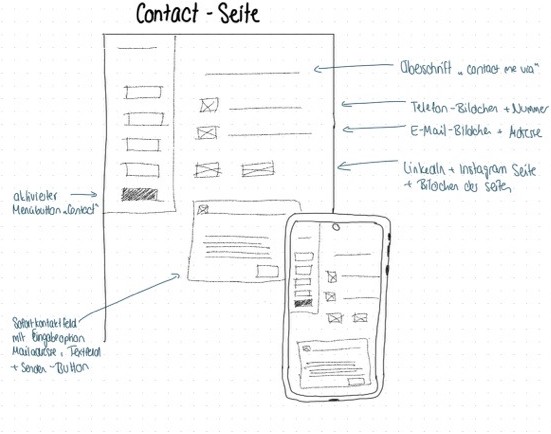 Contact - Seite
Überschrift „contact me via"
Telefon-Bildchen + Nummer
E-Mail-Bildchen + Adresse
LinkedIn + Instagram Seite
+ Bildchen der Seiten
aktivierter
Menübutton „Contact"
Sofortkontaktfeld
mit Eingabeoption
Mailadresse, Textfeld
+ Senden-Button